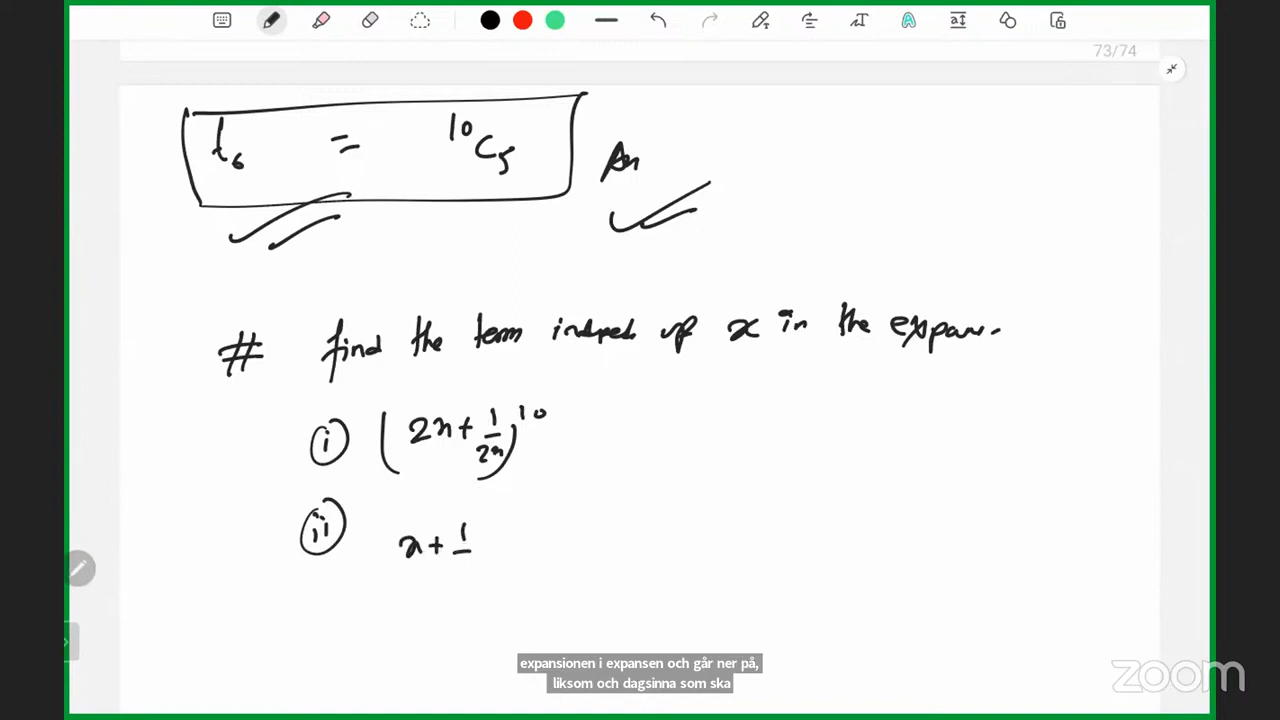 73/74
t₆ = ¹⁰C₅ An
# find the term indeped of x in the expan.
(i) (2x + 1/2x)¹⁰
(ii) x + 1/
expansionen i expansen och går ner på,
liksom och dagsinna som ska
zoom